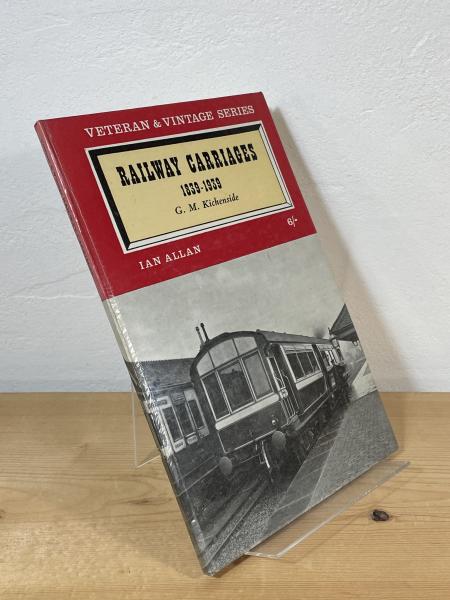 VETERAN & VINTAGE SERIES
RAILWAY CARRIAGES
1839-1939
G. M. Kichenside
6/-
IAN ALLAN